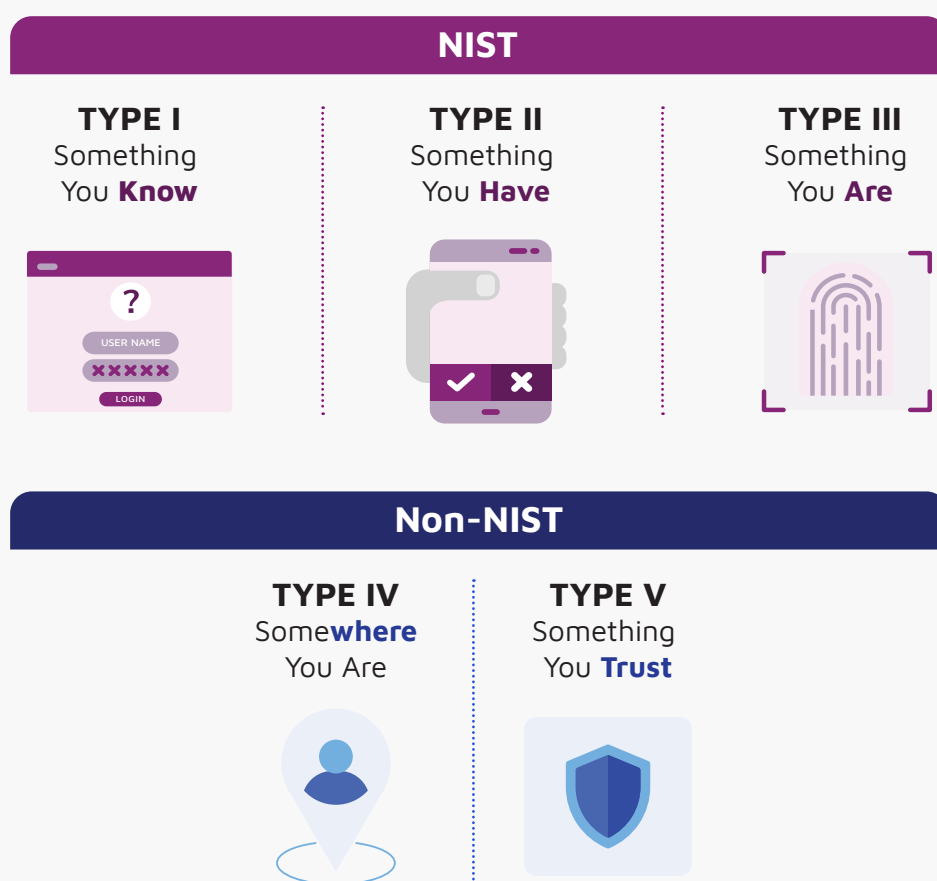 NIST
TYPE I
Something
You Know
TYPE II
Something
You Have
TYPE III
Something
You Are
?
USER NAME
LOGIN
Non-NIST
TYPE IV
Somewhere
You Are
TYPE V
Something
You Trust